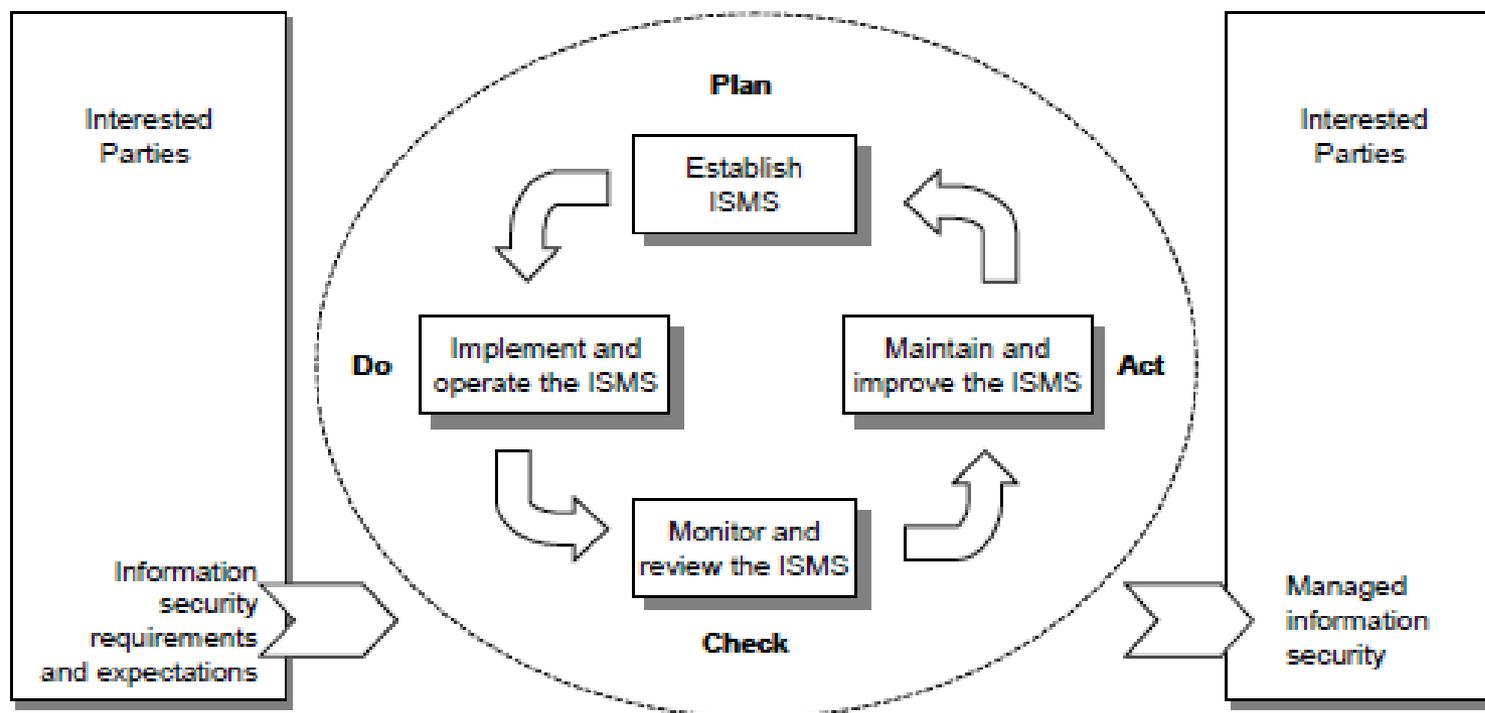 Interested
Parties
Information
security
requirements
and expectations
Plan
Establish
ISMS
Do
Implement and
operate the ISMS
Maintain and
improve the ISMS
Act
Monitor and
review the ISMS
Check
Interested
Parties
Managed
information
security